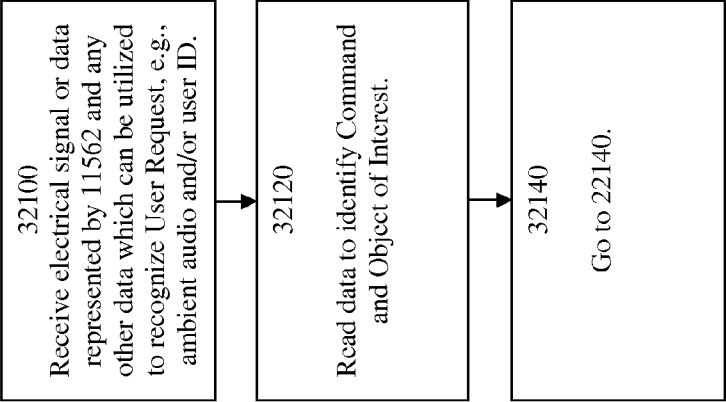 32100
Receive electrical signal or data
represented by 11562 and any
other data which can be utilized
to recognize User Request, e.g.,
ambient audio and/or user ID.
32120
Read data to identify Command
and Object of Interest.
32140
Go to 22140.